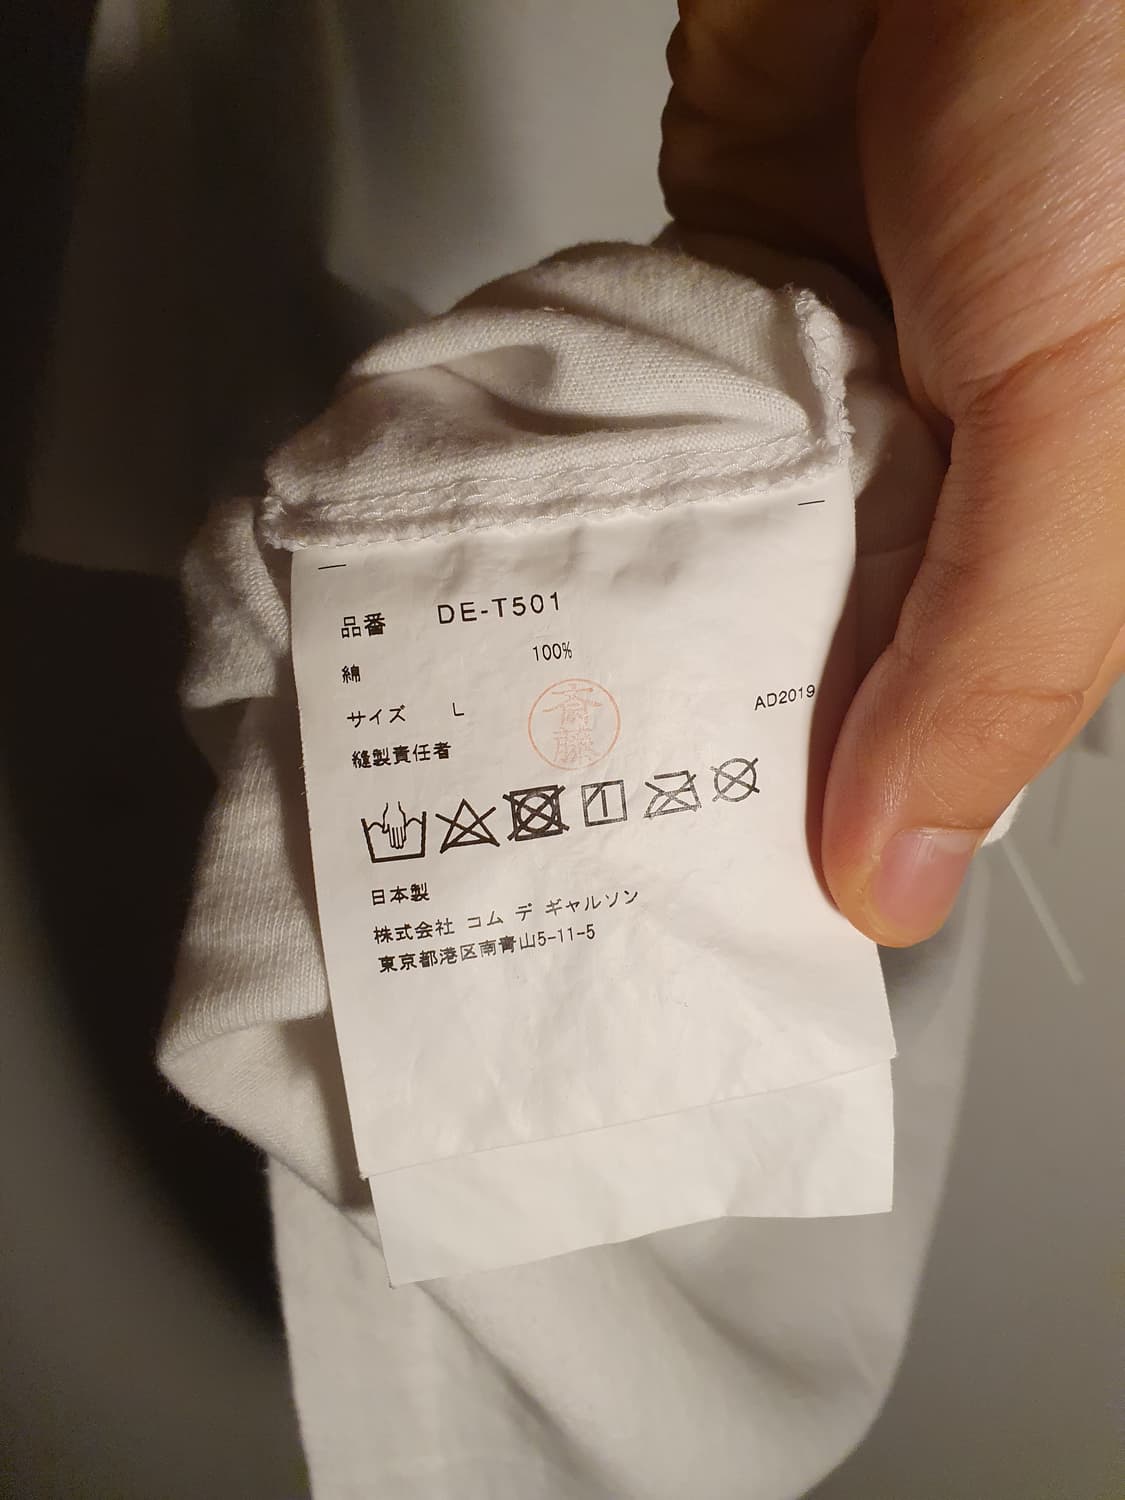 品番 DE-T501
綿 100%
サイズ L AD2019
縫製責任者 斎藤
日本製
株式会社 コム デ ギャルソン
東京都港区南青山5-11-5